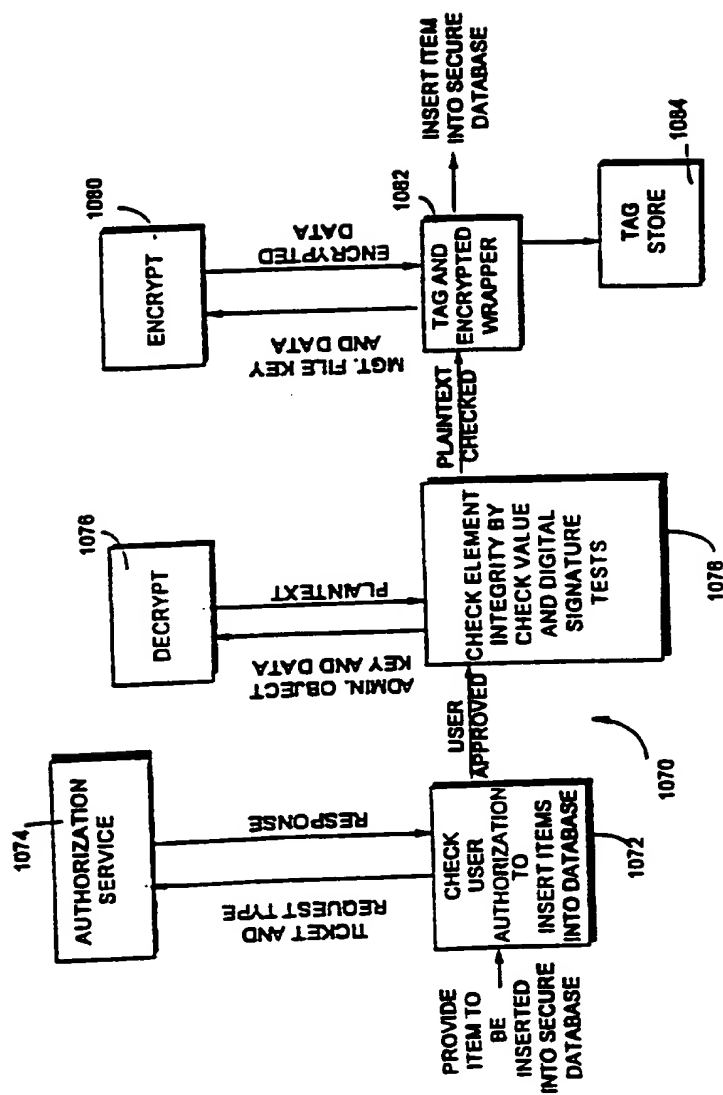 PROVIDE
ITEM TO
BE
INSERTED
INTO SECURE
DATABASE
1074
AUTHORIZATION
SERVICE
TICKET AND
REQUEST TYPE
RESPONSE
CHECK
USER
AUTHORIZATION
TO
INSERT ITEMS
INTO DATABASE
1072
1070
USER
APPROVED
1076
DECRYPT
ADMIN. OBJECT
KEY AND DATA
PLAINTEXT
CHECK ELEMENT
INTEGRITY BY
CHECK VALUE
AND DIGITAL
SIGNATURE
TESTS
1078
PLAINTEXT
CHECKED
1080
ENCRYPT
MGT. FILE KEY
AND DATA
ENCRYPTED
DATA
1082
TAG AND
ENCRYPTED
WRAPPER
INSERT ITEM
INTO SECURE
DATABASE
TAG
STORE
1084